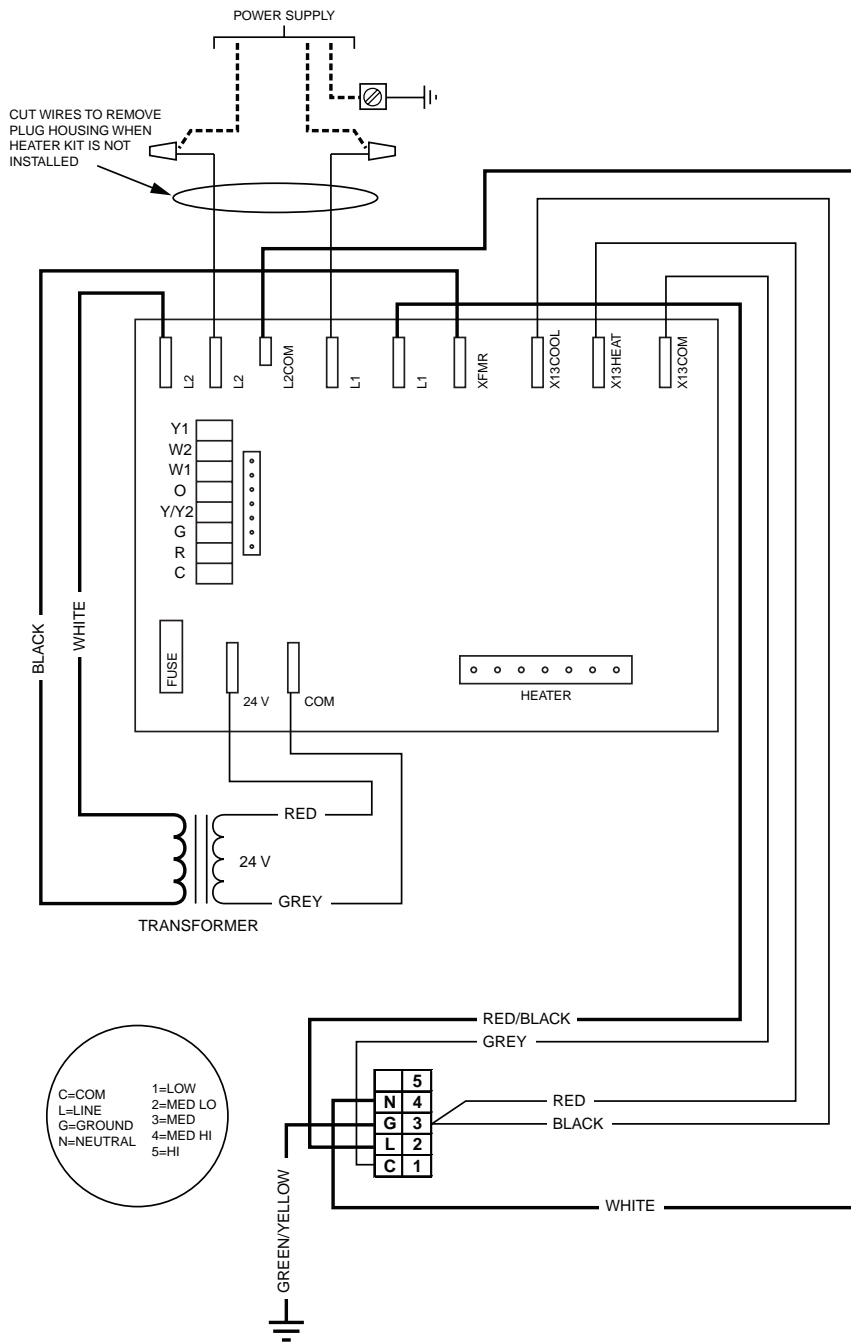 POWER SUPPLY
CUT WIRES TO REMOVE
PLUG HOUSING WHEN
HEATER KIT IS NOT
INSTALLED
L2
L2
L2COM
L1
L1
XFMR
X13COOL
X13HEAT
X13COM
Y1
W2
W1
O
Y/Y2
G
R
C
BLACK
WHITE
FUSE
24 V
COM
HEATER
RED
24 V
GREY
TRANSFORMER
RED/BLACK
GREY
C=COM
L=LINE
G=GROUND
N=NEUTRAL
1=LOW
2=MED LO
3=MED
4=MED HI
5=HI
5
N 4
G 3
L 2
C 1
RED
BLACK
WHITE
GREEN/YELLOW